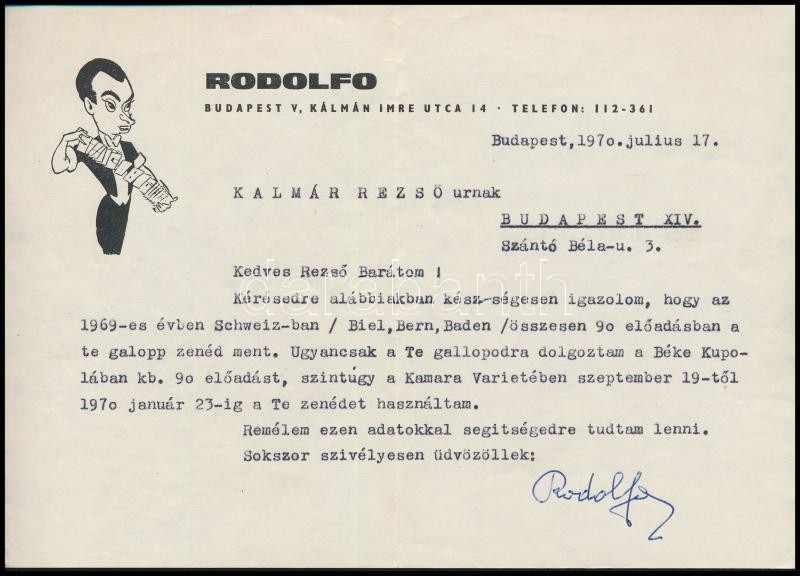 RODOLFO
BUDAPEST V, KÁLMÁN IMRE UTCA 14 · TELEFON: 112-361
Budapest,1970.julius 17.
K A L M Á R  R E Z S Ö urnak
B U D A P E S T  XIV.
Szántó Béla-u. 3.
Kedves Rezső Barátom !
Kérésedre alábbiakban kész-ségesen igazolom, hogy az
1969-es évben Schweiz-ban / Biel,Bern,Baden /összesen 9o előadásban a
te galopp zenéd ment. Ugyancsak a Te gallopodra dolgoztam a Béke Kupo-
lában kb. 9o előadást, szintúgy a Kamara Varietében szeptember 19-től
197o január 23-ig a Te zenédet használtam.
Remélem ezen adatokkal segitségedre tudtam lenni.
Sokszor szivélyesen üdvözöllek:
Rodolfo
darabanth